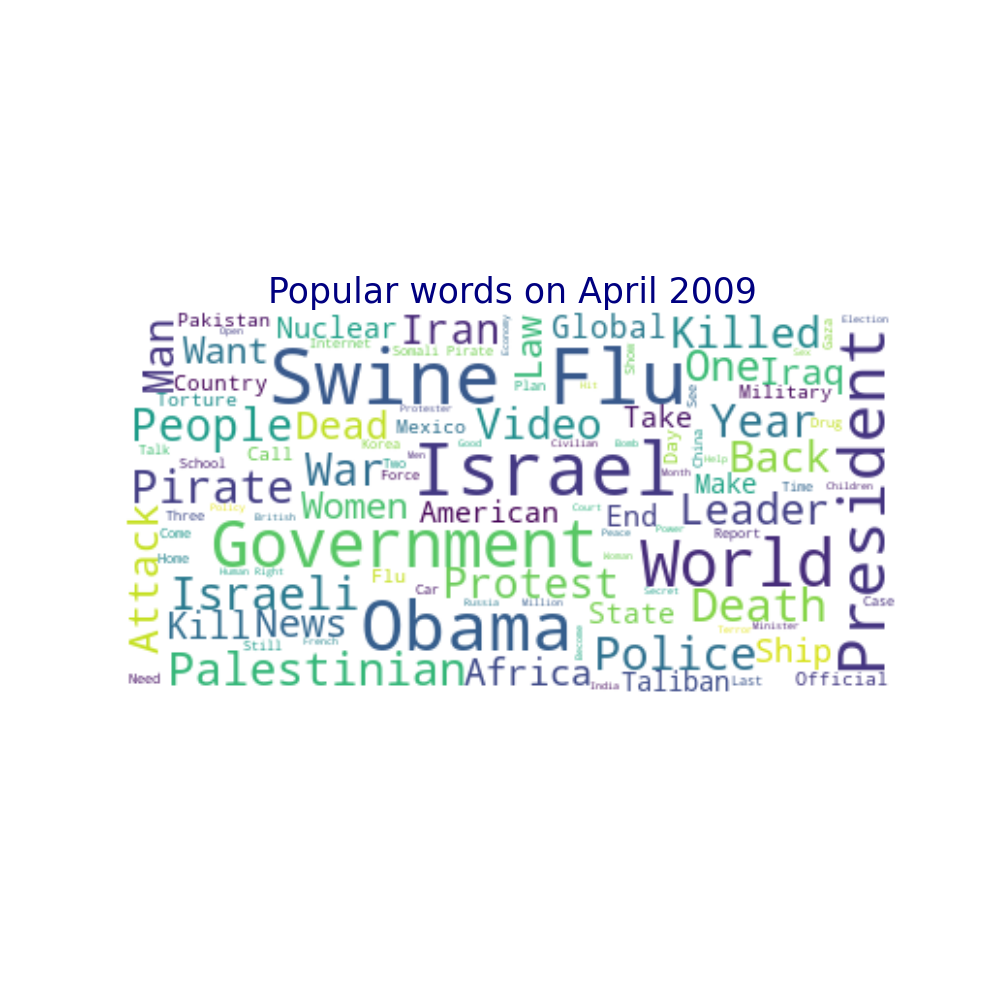 Popular words on April 2009
Man
Pakistan
Open
Nuclear
Iran
Economy
Law
Global
Killed
Gaza
Election
Want
Internet
Somali Pirate
Show
Sex
President
Country
Swine Flu
Plan
Hit
One
Iraq
See
Military
Torture
Protester
People
Dead
Mexico
Video
Take
Year
Drug
Talk
Call
Korea
Good
Civilian
Bomb
Day
China
Back
School
War
Two
Men
Force
Israel
Month
Help
Make
Time
Children
Pirate
Women
American
Court
End
Leader
Attack
Three
Policy
British
Come
Government
Peace
Power
Report
Home
Human Right
Flu
Car
Protest
Woman
World
Secret
Israeli
Russia
Million
State
Death
Case
Kill
News
Obama
Become
Terror
Minister
Still
French
Police
Ship
Need
Palestinian
Africa
India
Taliban
Last
Official